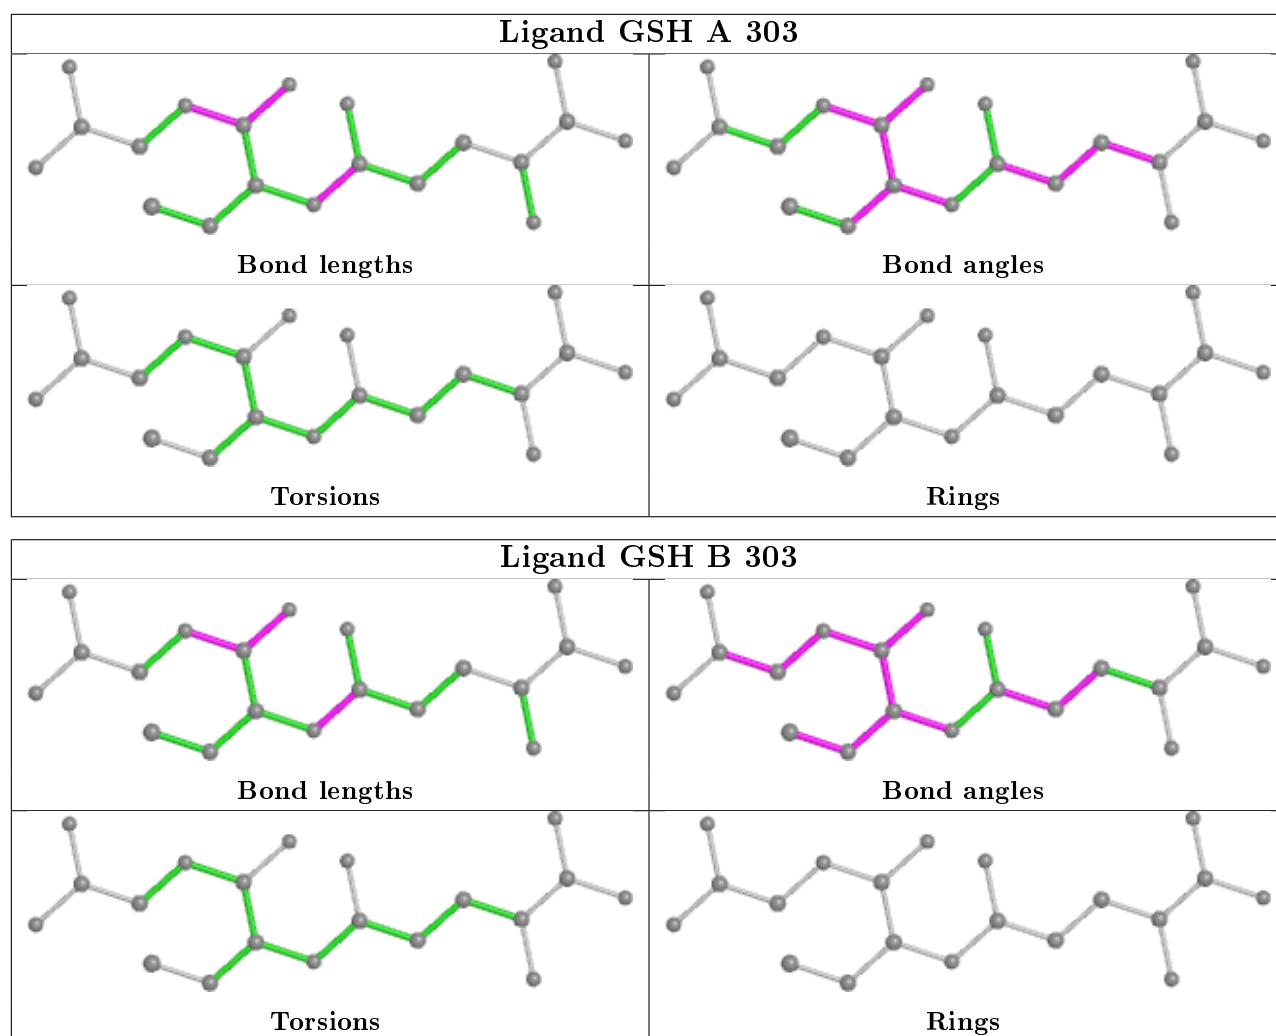 Ligand GSH A 303
Bond lengths
Bond angles
Torsions
Rings
Ligand GSH B 303
Bond lengths
Bond angles
Torsions
Rings